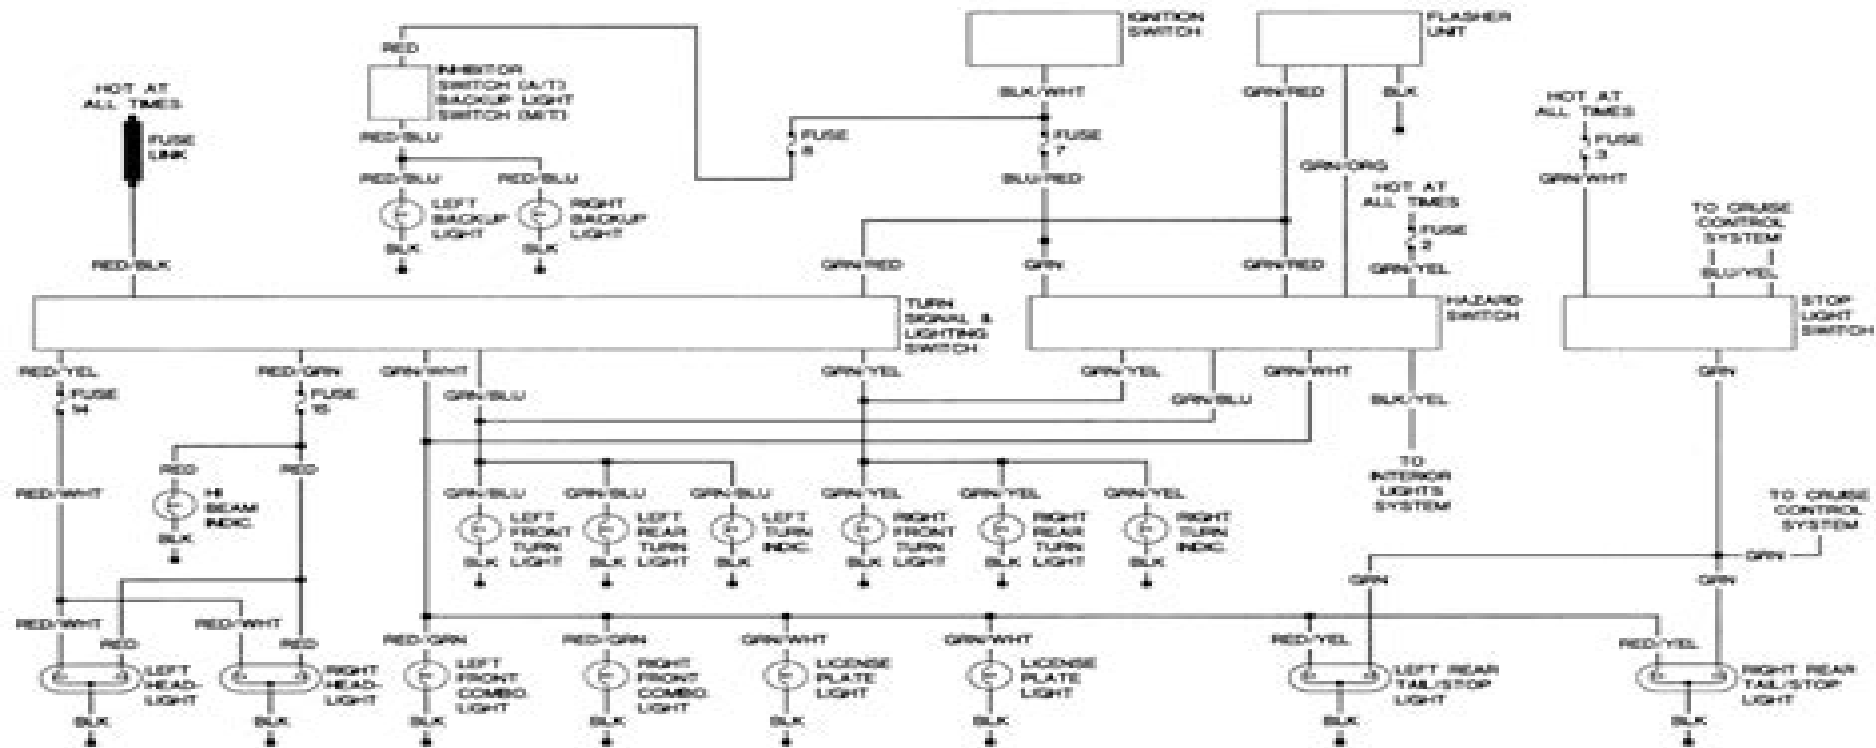 IGNITION
SWITCH
FLASHER
UNIT
RED
INHIBITOR
SWITCH (A/T)
BACKUP LIGHT
SWITCH (M/T)
HOT AT
ALL TIMES
FUSE
LINK
BLK/WHT
GRN/RED
BLK
HOT AT
ALL TIMES
RED/BLU
FUSE
FUSE
7
FUSE
3
GRN/ORG
RED/BLU
RED/BLU
BLU/RED
GRN/WHT
HOT AT
ALL TIMES
LEFT
BACKUP
LIGHT
RIGHT
BACKUP
LIGHT
FUSE
2
TO CRUISE
CONTROL
SYSTEM
BLK
BLK
RED/BLK
GRN/RED
GRN
GRN/RED
GRN/YEL
BLU/YEL
TURN
SIGNAL &
LIGHTING
SWITCH
HAZARD
SWITCH
STOP
LIGHT
SWITCH
RED/YEL
RED/GRN
GRN/WHT
GRN/YEL
GRN/YEL
GRN/WHT
GRN
FUSE
14
FUSE
15
GRN/BLU
GRN/BLU
BLK/YEL
RED
RED
TO
INTERIOR
LIGHTS
SYSTEM
RED/WHT
HI
BEAM
INDIC.
BLK
GRN/BLU
GRN/BLU
GRN/BLU
GRN/YEL
GRN/YEL
GRN/YEL
TO CRUISE
CONTROL
SYSTEM
LEFT
FRONT
TURN
LIGHT
LEFT
REAR
TURN
LIGHT
LEFT
TURN
INDIC.
RIGHT
FRONT
TURN
LIGHT
RIGHT
REAR
TURN
LIGHT
RIGHT
TURN
INDIC.
BLK
BLK
BLK
BLK
BLK
BLK
GRN
GRN
GRN
RED/WHT
RED
RED/WHT
RED
RED/GRN
RED/GRN
GRN/WHT
GRN/WHT
RED/YEL
RED/YEL
LEFT
HEAD-
LIGHT
RIGHT
HEAD-
LIGHT
LEFT
FRONT
COMBO.
LIGHT
RIGHT
FRONT
COMBO.
LIGHT
LICENSE
PLATE
LIGHT
LICENSE
PLATE
LIGHT
LEFT REAR
TAIL/STOP
LIGHT
RIGHT REAR
TAIL/STOP
LIGHT
BLK
BLK
BLK
BLK
BLK
BLK
BLK
BLK